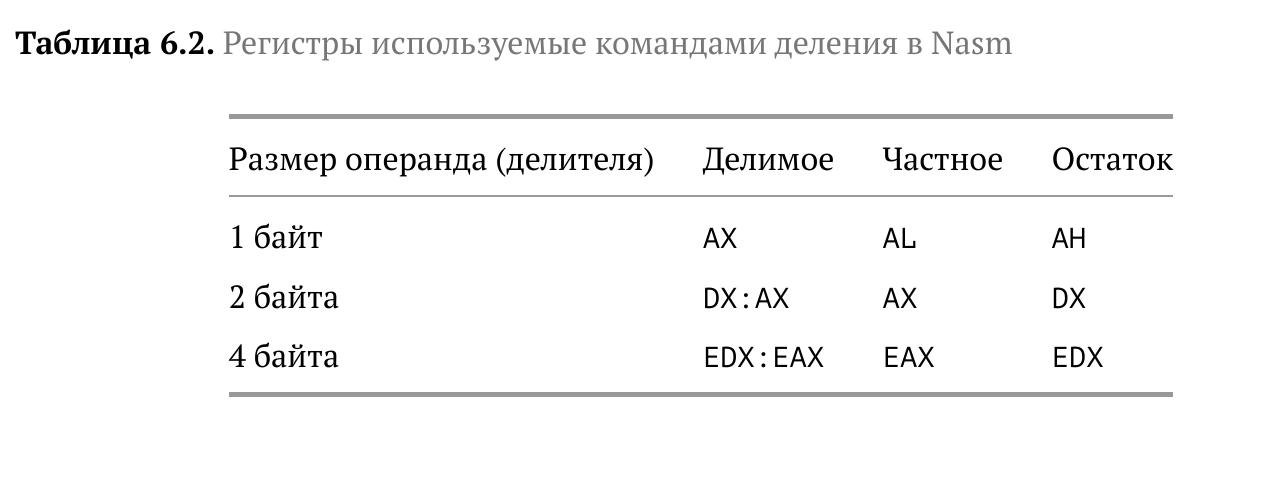 Таблица 6.2. Регистры используемые командами деления в Nasm
Размер операнда (делителя) Делимое Частное Остаток
1 байт AX AL AH
2 байта DX:AX AX DX
4 байта EDX:EAX EAX EDX